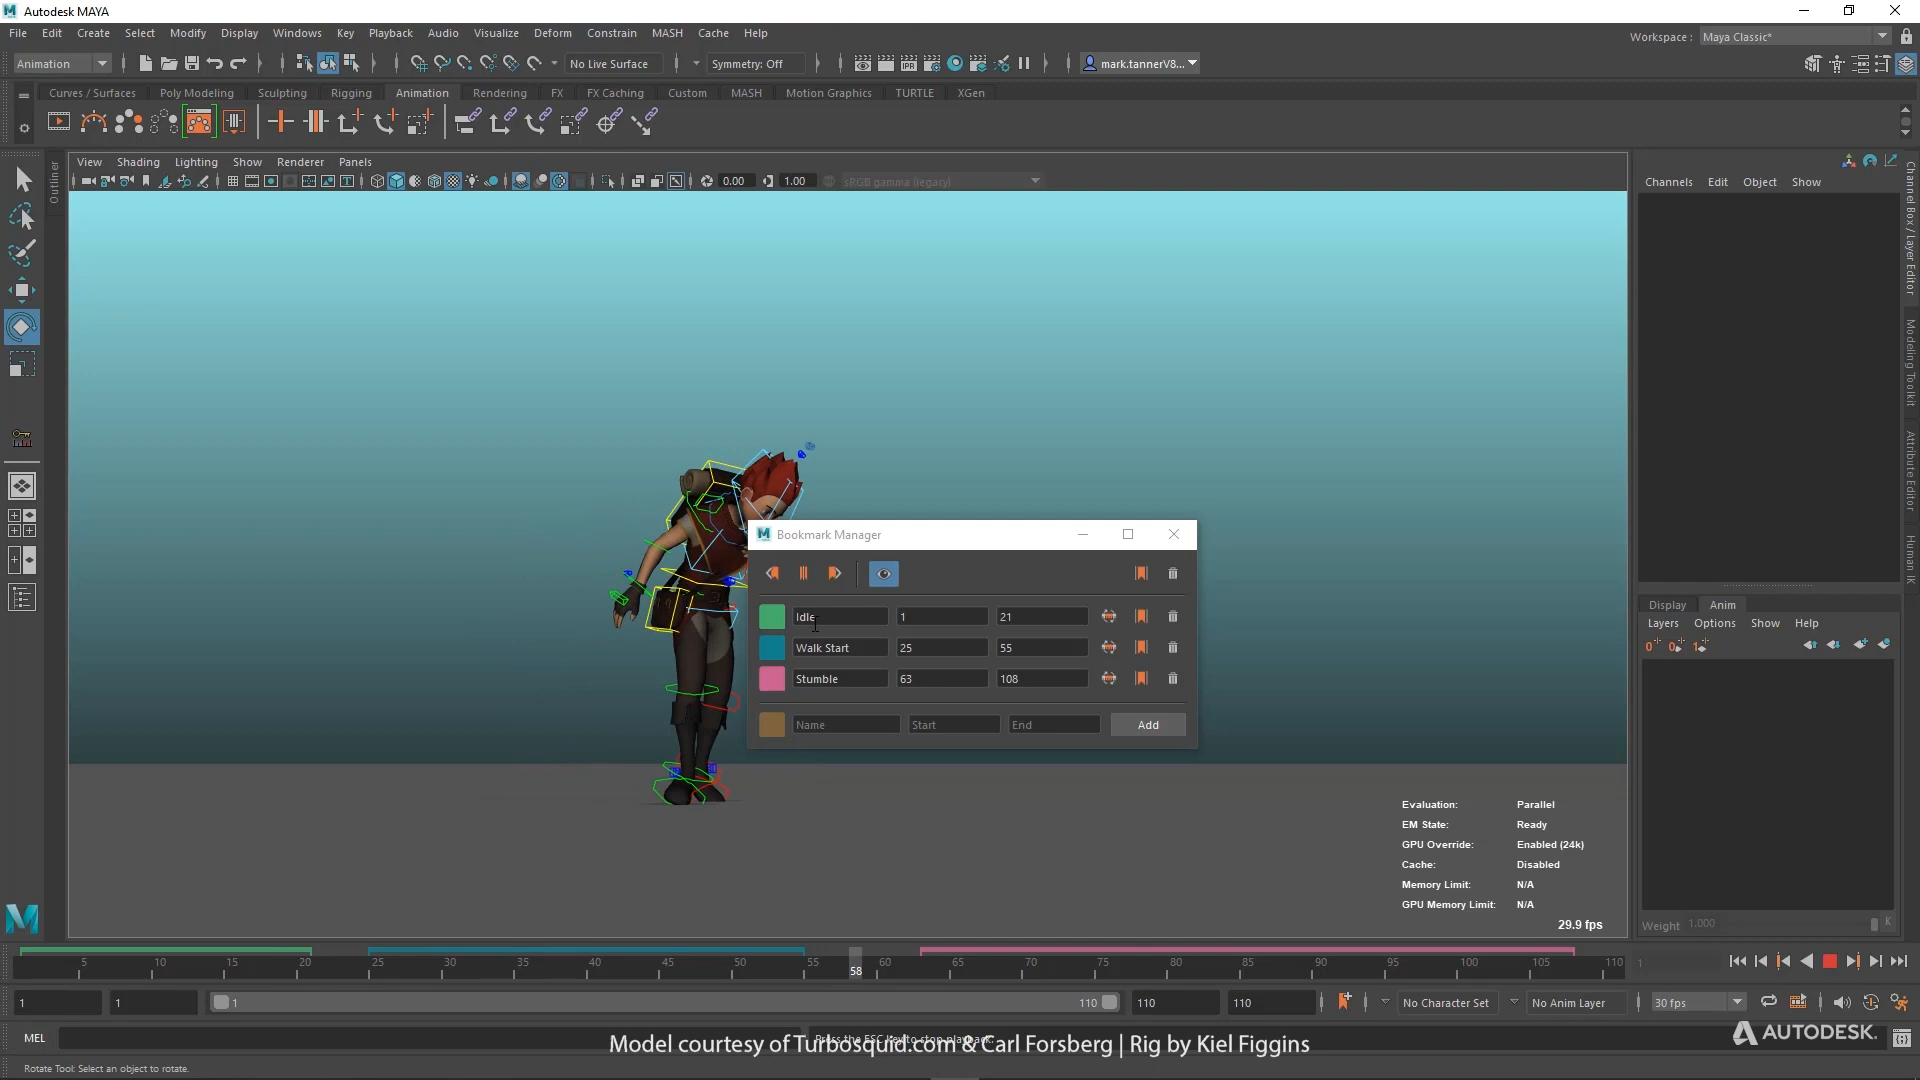 Autodesk MAYA
File Edit Create Select Modify Display Windows Key Playback Audio Visualize Deform Constrain MASH Cache Help
Workspace : Maya Classic*
Animation No Live Surface Symmetry: Off mark.tannerV8...
Curves / Surfaces Poly Modeling Sculpting Rigging Animation Rendering FX FX Caching Custom MASH Motion Graphics TURTLE XGen
View Shading Lighting Show Renderer Panels
0.00 1.00 sRGB gamma (legacy)
Outliner
Channels Edit Object Show
Channel Box / Layer Editor
Modeling Toolkit
Attribute Editor
Human IK
Bookmark Manager
Idle 1 21
Walk Start 25 55
Stumble 63 108
Name Start End Add
Display Anim
Layers Options Show Help
Evaluation: Parallel
EM State: Ready
GPU Override: Enabled (24k)
Cache: Disabled
Memory Limit: N/A
GPU Memory Limit: N/A
29.9 fps
Weight 1.000 K
5 10 15 20 25 30 35 40 45 50 55 58 60 65 70 75 80 85 90 95 100 105 110 1
1 1 1 110 110 110 No Character Set No Anim Layer 30 fps
MEL
Press the ESC key to stop playback.
Model courtesy of Turbosquid.com & Carl Forsberg | Rig by Kiel Figgins
AUTODESK.
Rotate Tool: Select an object to rotate.